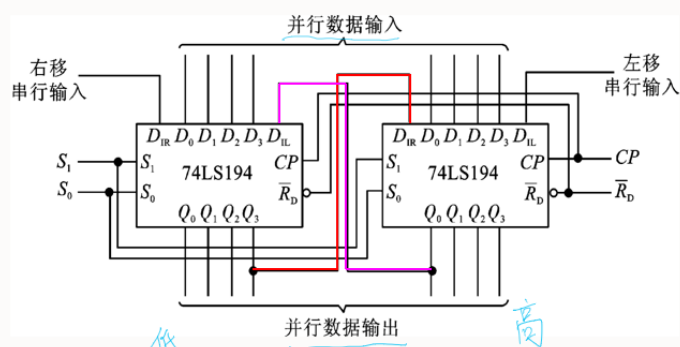 并行数据输入
右移
串行输入
左移
串行输入
D_IR D_0 D_1 D_2 D_3 D_IL
D_IR D_0 D_1 D_2 D_3 D_IL
S_1
S_1
CP
S_1
CP
CP
74LS194
74LS194
S_0
S_0
R̅_D
S_0
R̅_D
R̅_D
Q_0 Q_1 Q_2 Q_3
Q_0 Q_1 Q_2 Q_3
并行数据输出
低
高